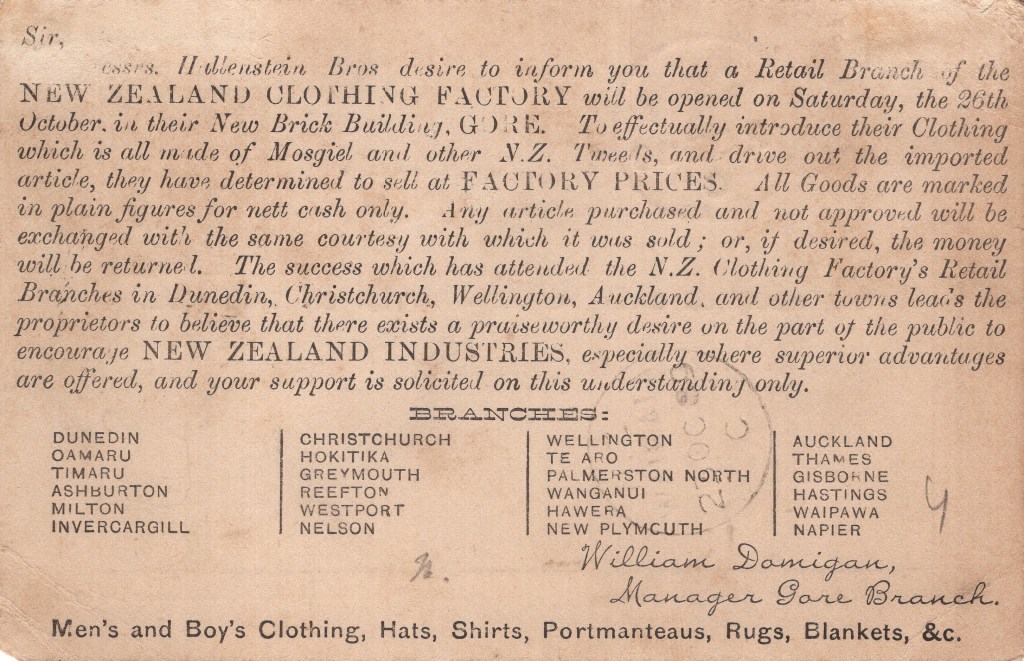 Sir,
Hallenstein Bros desire to inform you that a Retail Branch of the
NEW ZEALAND CLOTHING FACTORY will be opened on Saturday, the 26th
October, in their New Brick Building, GORE. To effectually introduce their Clothing
which is all made of Mosgiel and other N.Z. Tweeds, and drive out the imported
article, they have determined to sell at FACTORY PRICES. All Goods are marked
in plain figures for nett cash only. Any article purchased and not approved will be
exchanged with the same courtesy with which it was sold; or, if desired, the money
will be returned. The success which has attended the N.Z. Clothing Factory's Retail
Branches in Dunedin, Christchurch, Wellington, Auckland, and other towns leads the
proprietors to believe that there exists a praiseworthy desire on the part of the public to
encourage NEW ZEALAND INDUSTRIES, especially where superior advantages
are offered, and your support is solicited on this understanding only.
BRANCHES:
DUNEDIN
OAMARU
TIMARU
ASHBURTON
MILTON
INVERCARGILL
CHRISTCHURCH
HOKITIKA
GREYMOUTH
REEFTON
WESTPORT
NELSON
WELLINGTON
TE ARO
PALMERSTON NORTH
WANGANUI
HAWERA
NEW PLYMOUTH
AUCKLAND
THAMES
GISBORNE
HASTINGS
WAIPAWA
NAPIER
William Domigan,
Manager Gore Branch.
Men's and Boy's Clothing, Hats, Shirts, Portmanteaus, Rugs, Blankets, &c.